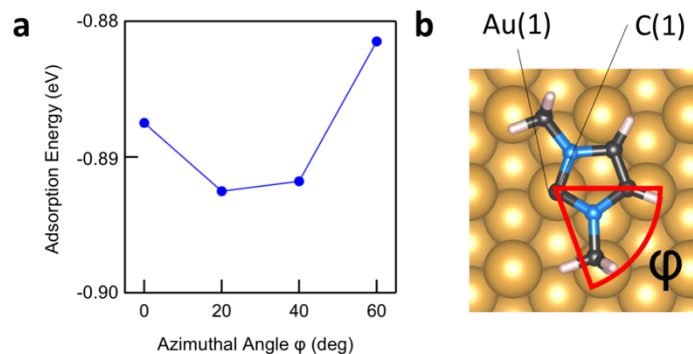 a
-0.88
-0.89
-0.90
Adsorption Energy (eV)
0
20
40
60
Azimuthal Angle φ (deg)
b
Au(1)
C(1)
φ